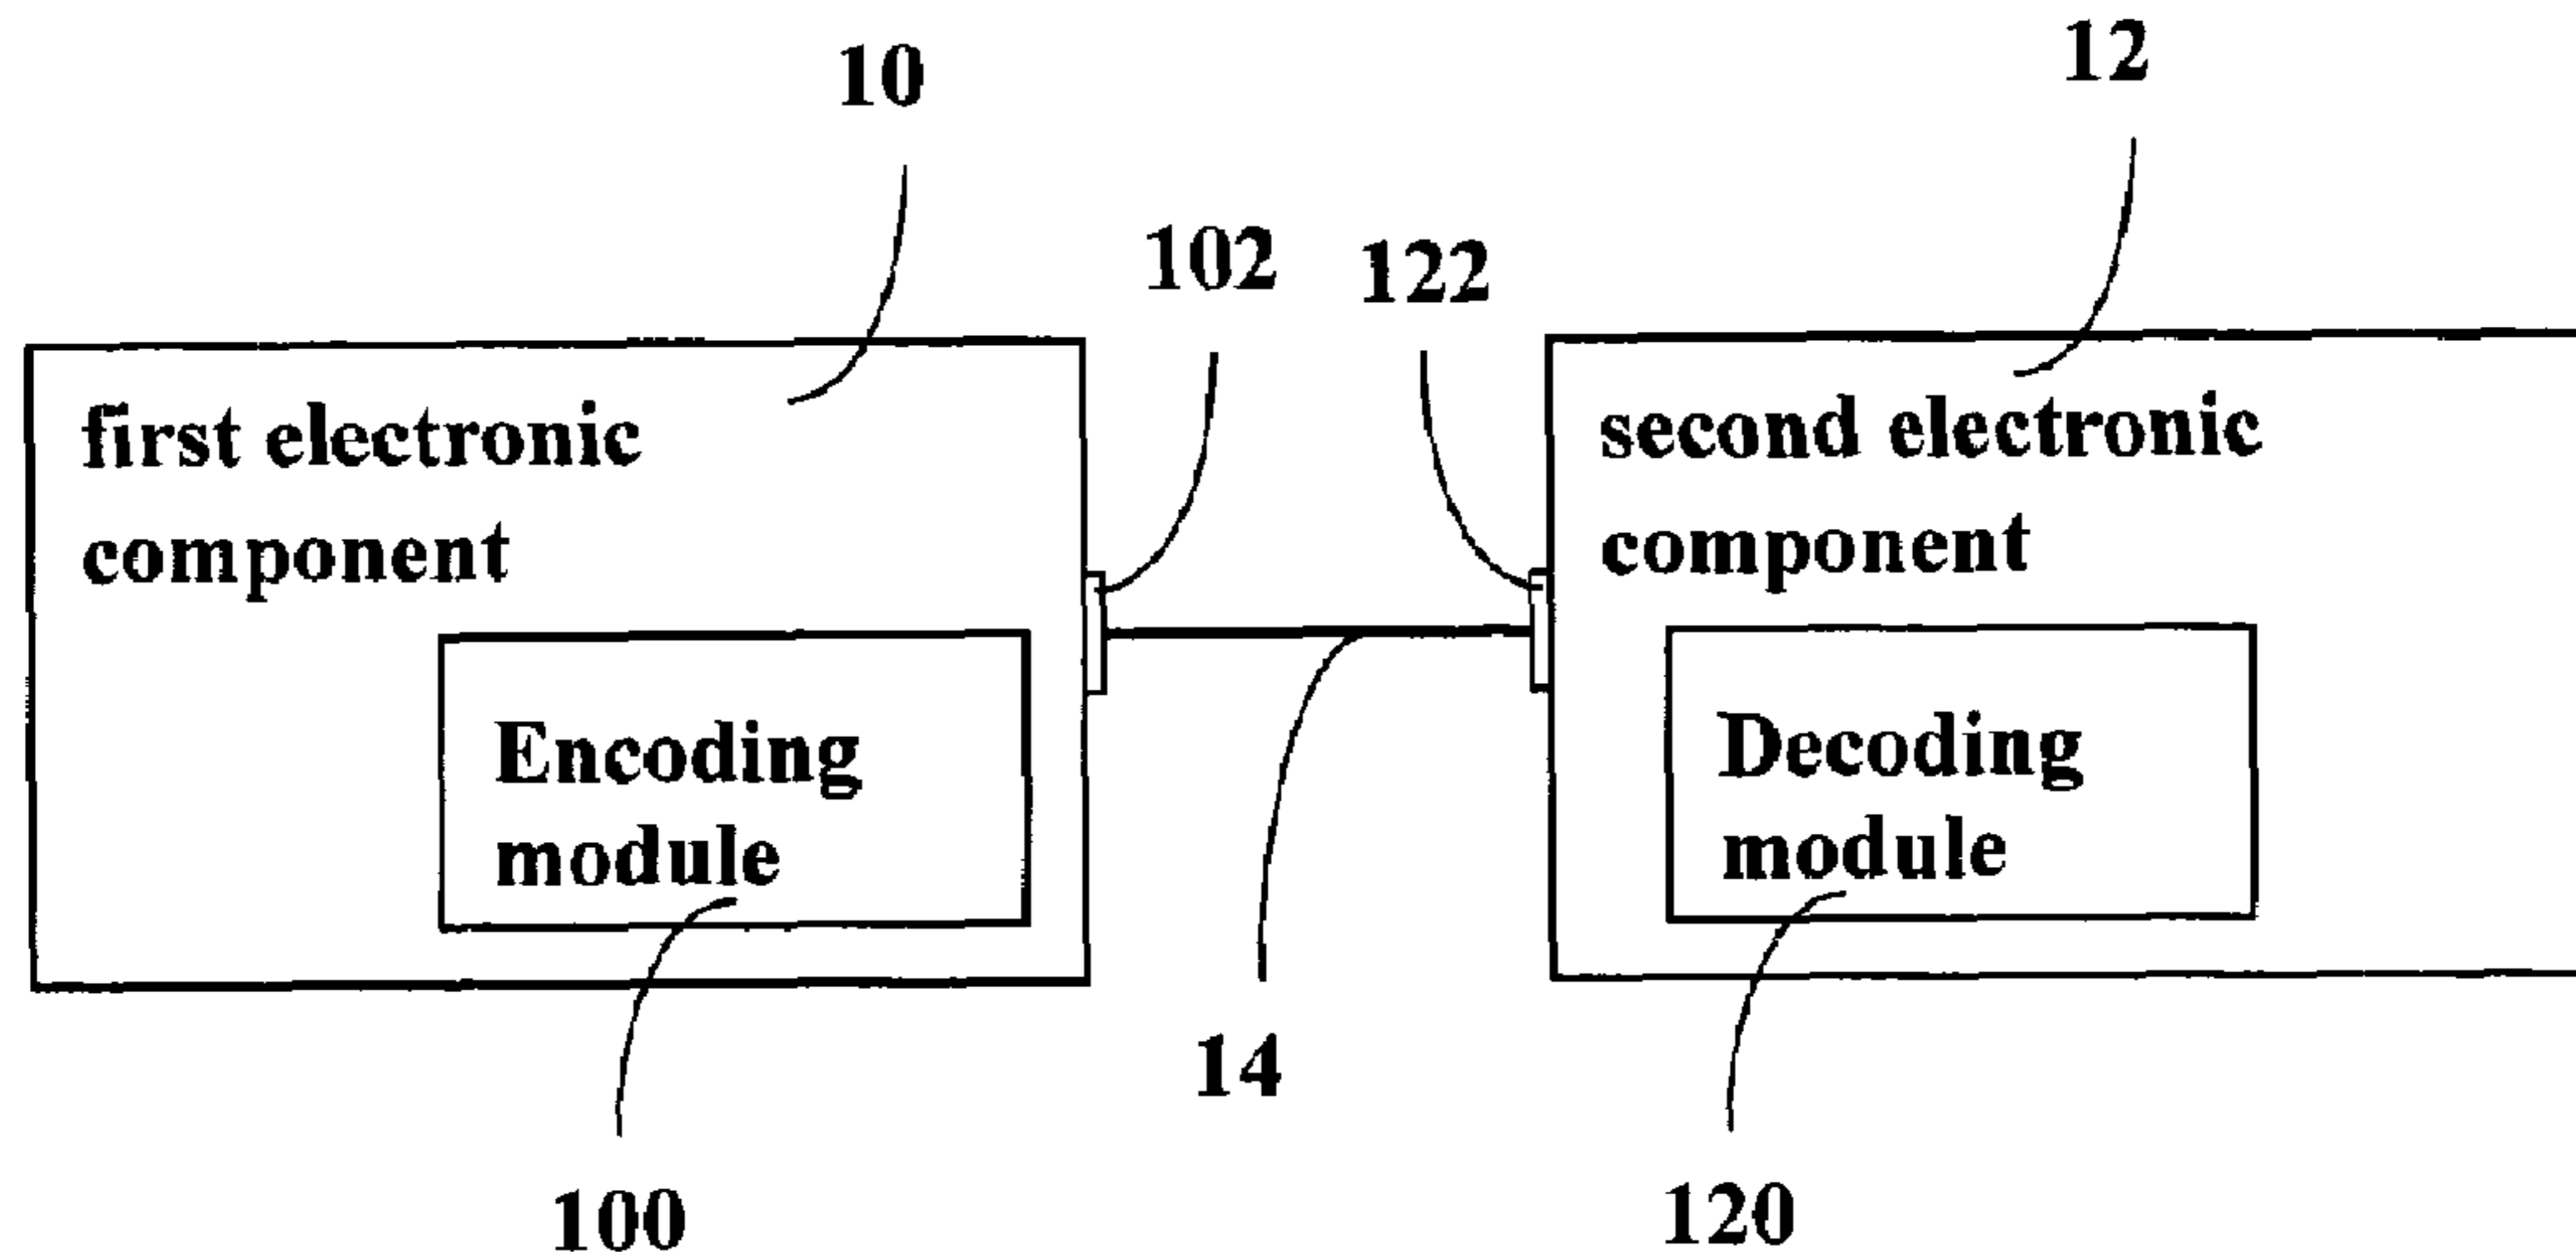 10
12
102
122
first electronic
component
second electronic
component
Encoding
module
Decoding
module
14
100
120